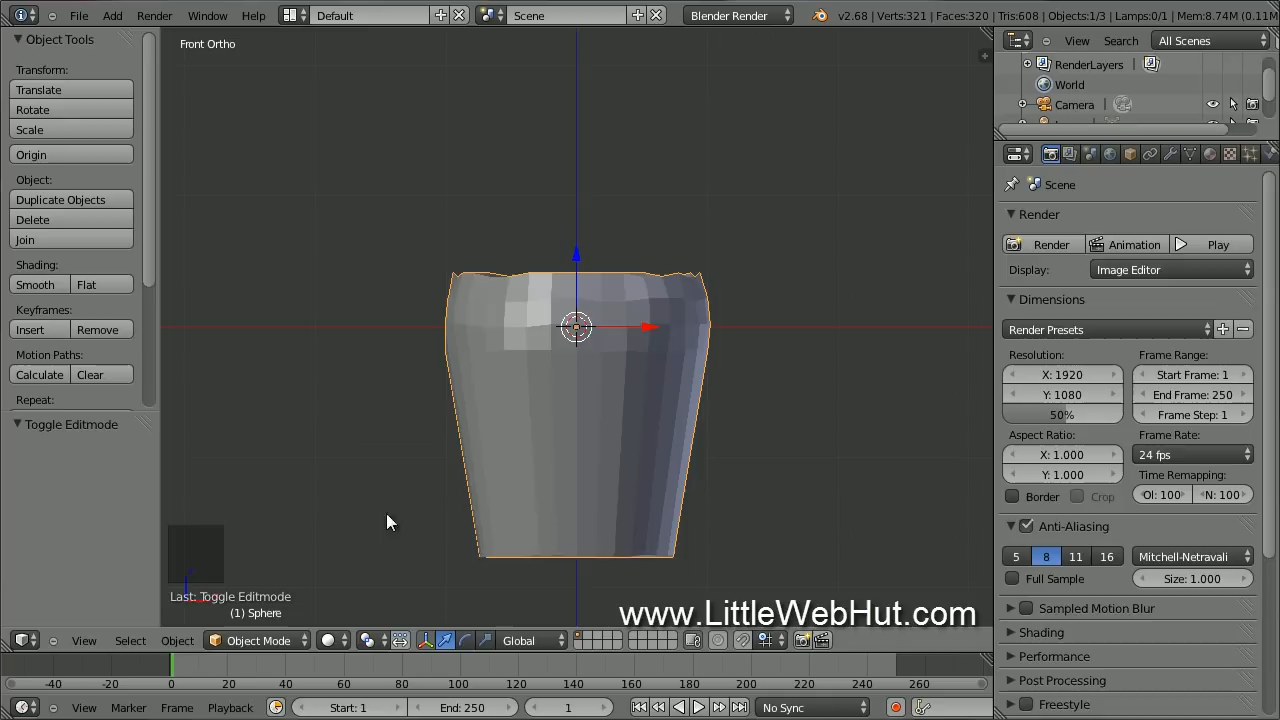 File Add Render Window Help Default Scene Blender Render v2.68 | Verts:321 | Faces:320 | Tris:608 | Objects:1/3 | Lamps:0/1 | Mem:8.74M (0.11M
Object Tools
Transform:
Translate
Rotate
Scale
Origin
Object:
Duplicate Objects
Delete
Join
Shading:
Smooth Flat
Keyframes:
Insert Remove
Motion Paths:
Calculate Clear
Repeat:
Toggle Editmode
Front Ortho
Last: Toggle Editmode
(1) Sphere
www.LittleWebHut.com
View Search All Scenes
RenderLayers
World
Camera
Scene
Render
Render Animation Play
Display: Image Editor
Dimensions
Render Presets
Resolution: Frame Range:
X: 1920 Start Frame: 1
Y: 1080 End Frame: 250
50% Frame Step: 1
Aspect Ratio: Frame Rate:
X: 1.000 24 fps
Y: 1.000 Time Remapping:
Border Crop Ol: 100 N: 100
Anti-Aliasing
5 8 11 16 Mitchell-Netravali
Full Sample Size: 1.000
Sampled Motion Blur
Shading
Performance
Post Processing
Freestyle
View Select Object Object Mode Global
-40 -20 0 20 40 60 80 100 120 140 160 180 200 220 240 260
View Marker Frame Playback Start: 1 End: 250 1 No Sync